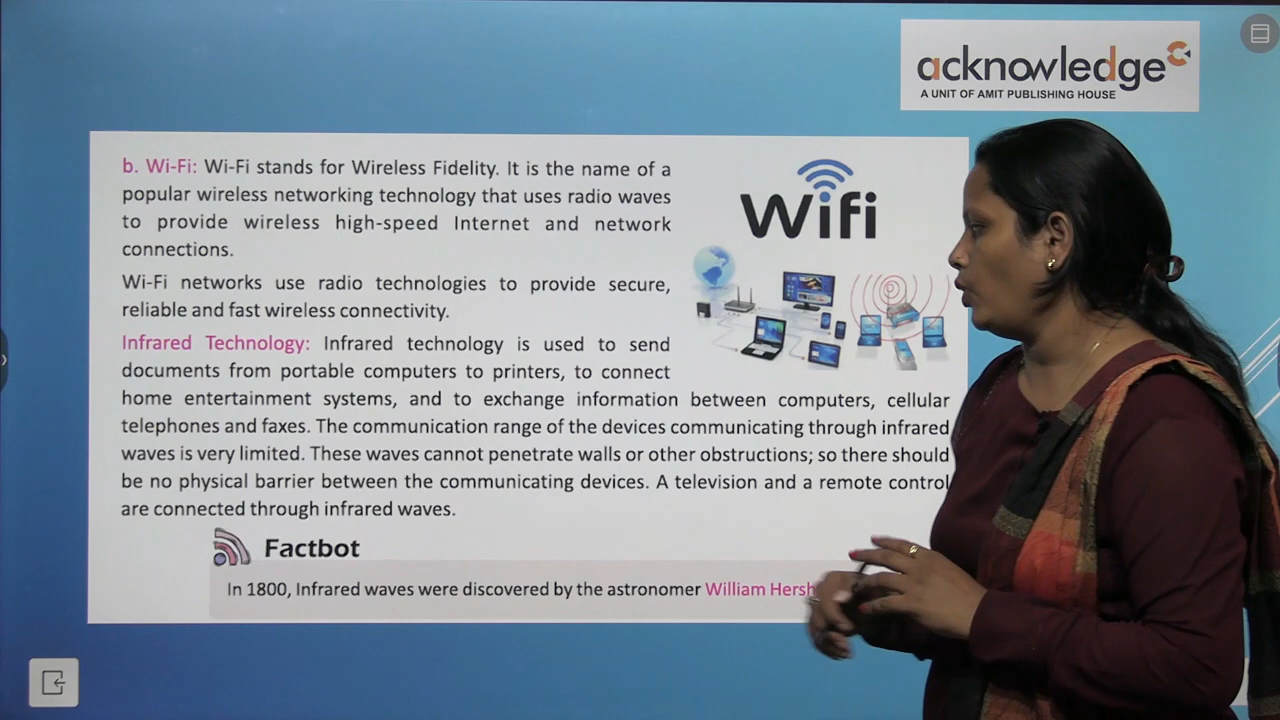 acknowledge
A UNIT OF AMIT PUBLISHING HOUSE
b. Wi-Fi: Wi-Fi stands for Wireless Fidelity. It is the name of a
popular wireless networking technology that uses radio waves
to provide wireless high-speed Internet and network
connections.
Wi-Fi networks use radio technologies to provide secure,
reliable and fast wireless connectivity.
Wifi
Infrared Technology: Infrared technology is used to send
documents from portable computers to printers, to connect
home entertainment systems, and to exchange information between computers, cellular
telephones and faxes. The communication range of the devices communicating through infrared
waves is very limited. These waves cannot penetrate walls or other obstructions; so there should
be no physical barrier between the communicating devices. A television and a remote control
are connected through infrared waves.
Factbot
In 1800, Infrared waves were discovered by the astronomer William Hersh